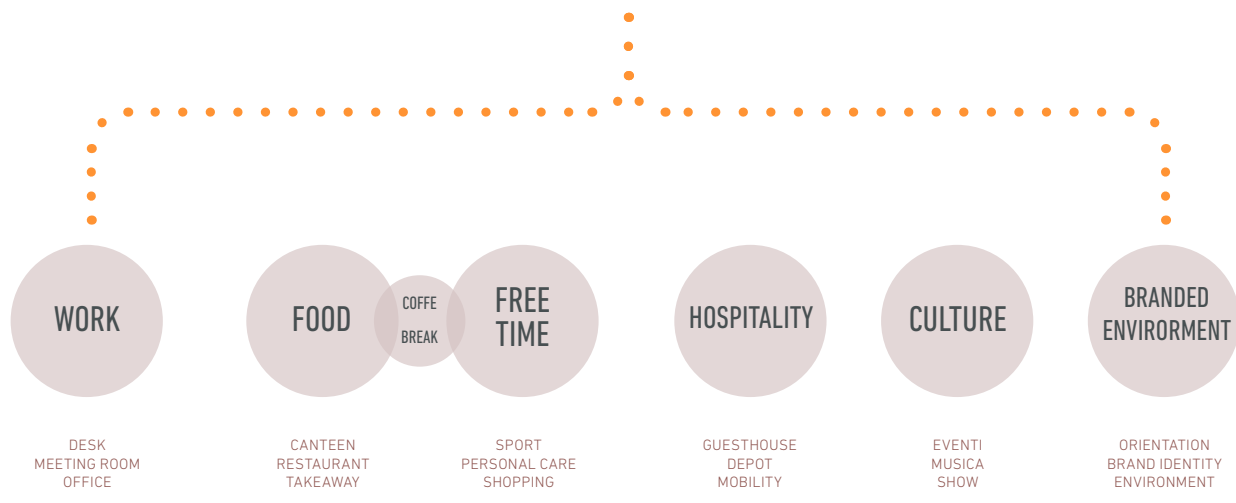 WORK
FOOD
COFFE
BREAK
FREE
TIME
HOSPITALITY
CULTURE
BRANDED
ENVIRORMENT
DESK
MEETING ROOM
OFFICE
CANTEEN
RESTAURANT
TAKEAWAY
SPORT
PERSONAL CARE
SHOPPING
GUESTHOUSE
DEPOT
MOBILITY
EVENTI
MUSICA
SHOW
ORIENTATION
BRAND IDENTITY
ENVIRONMENT